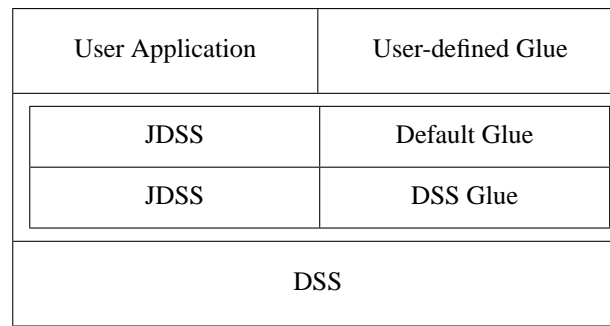 User Application User-defined Glue
JDSS Default Glue
JDSS DSS Glue
DSS